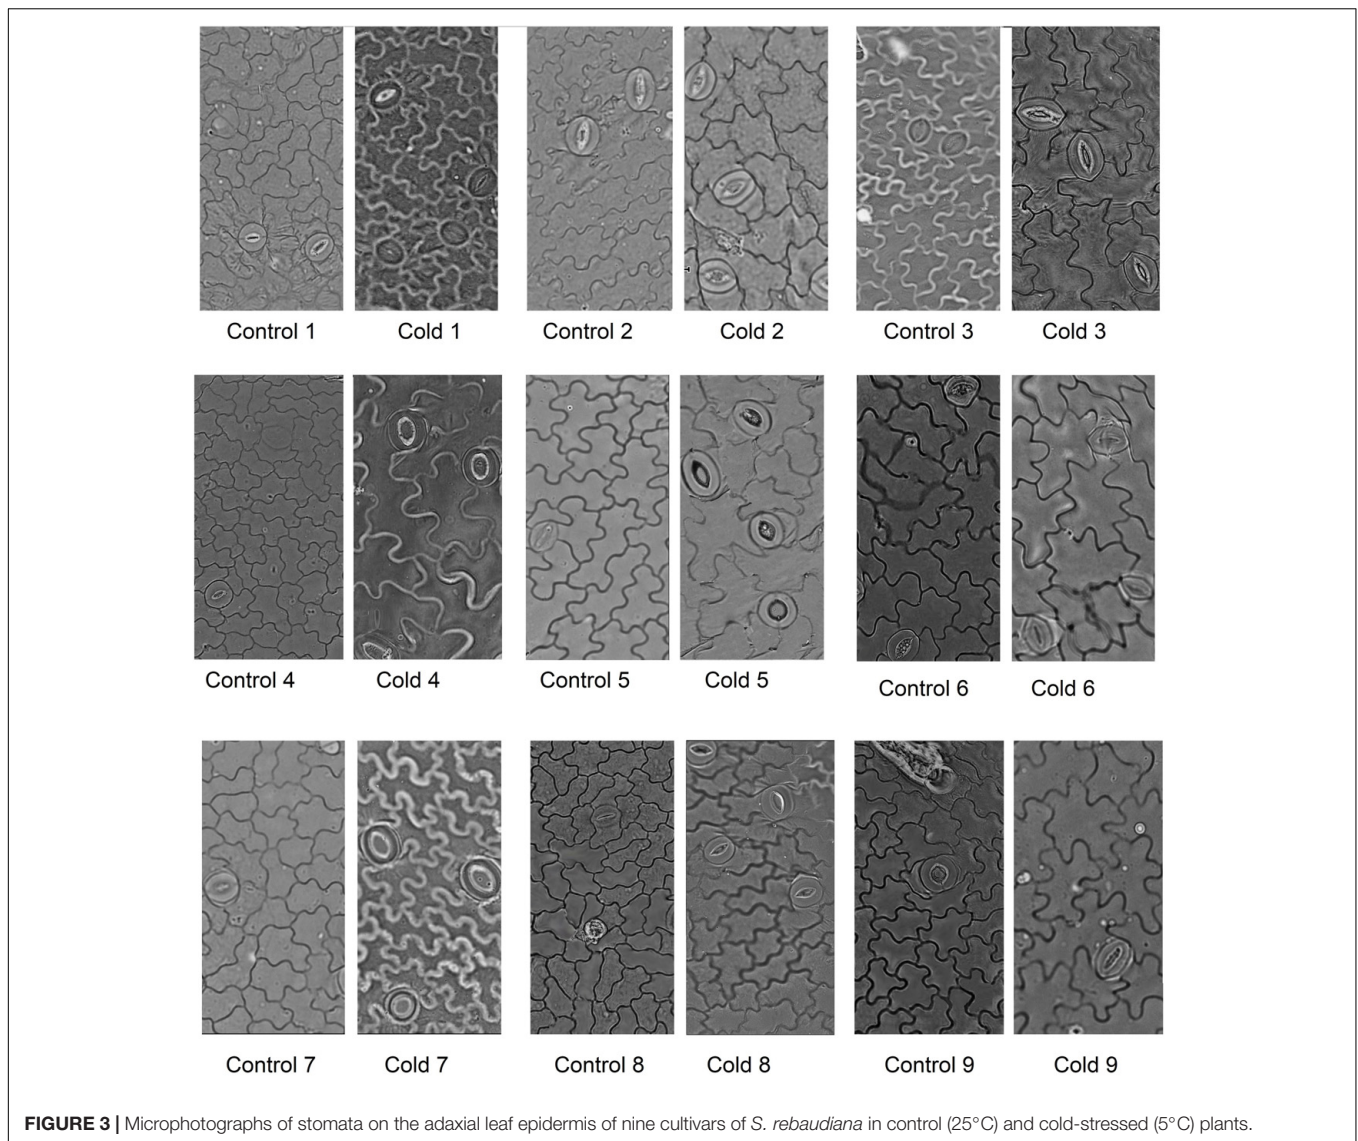 Control 1 Cold 1 Control 2 Cold 2 Control 3 Cold 3
Control 4 Cold 4 Control 5 Cold 5 Control 6 Cold 6
Control 7 Cold 7 Control 8 Cold 8 Control 9 Cold 9
FIGURE 3 | Microphotographs of stomata on the adaxial leaf epidermis of nine cultivars of S. rebaudiana in control (25°C) and cold-stressed (5°C) plants.